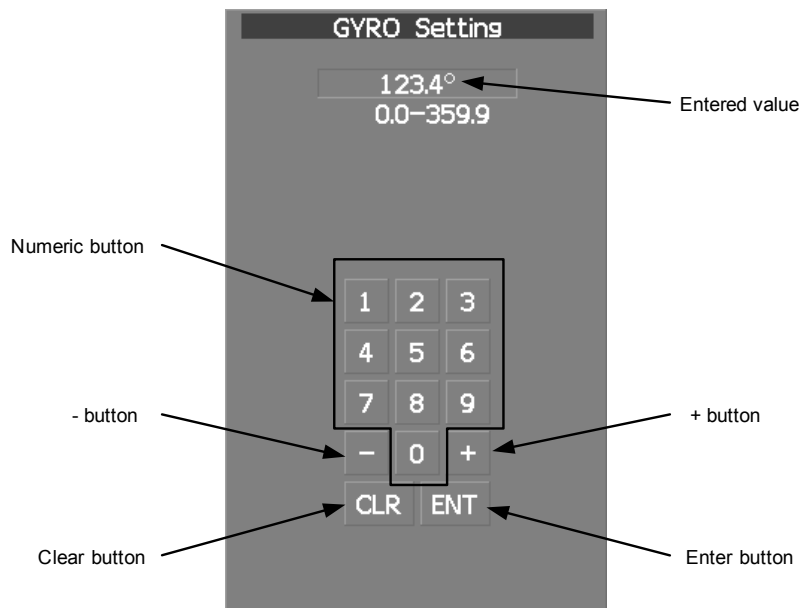 GYRO Setting
123.4°
Entered value
0.0-359.9
Numeric button
1 2 3
4 5 6
7 8 9
- button
+ button
- 0 +
CLR ENT
Clear button
Enter button